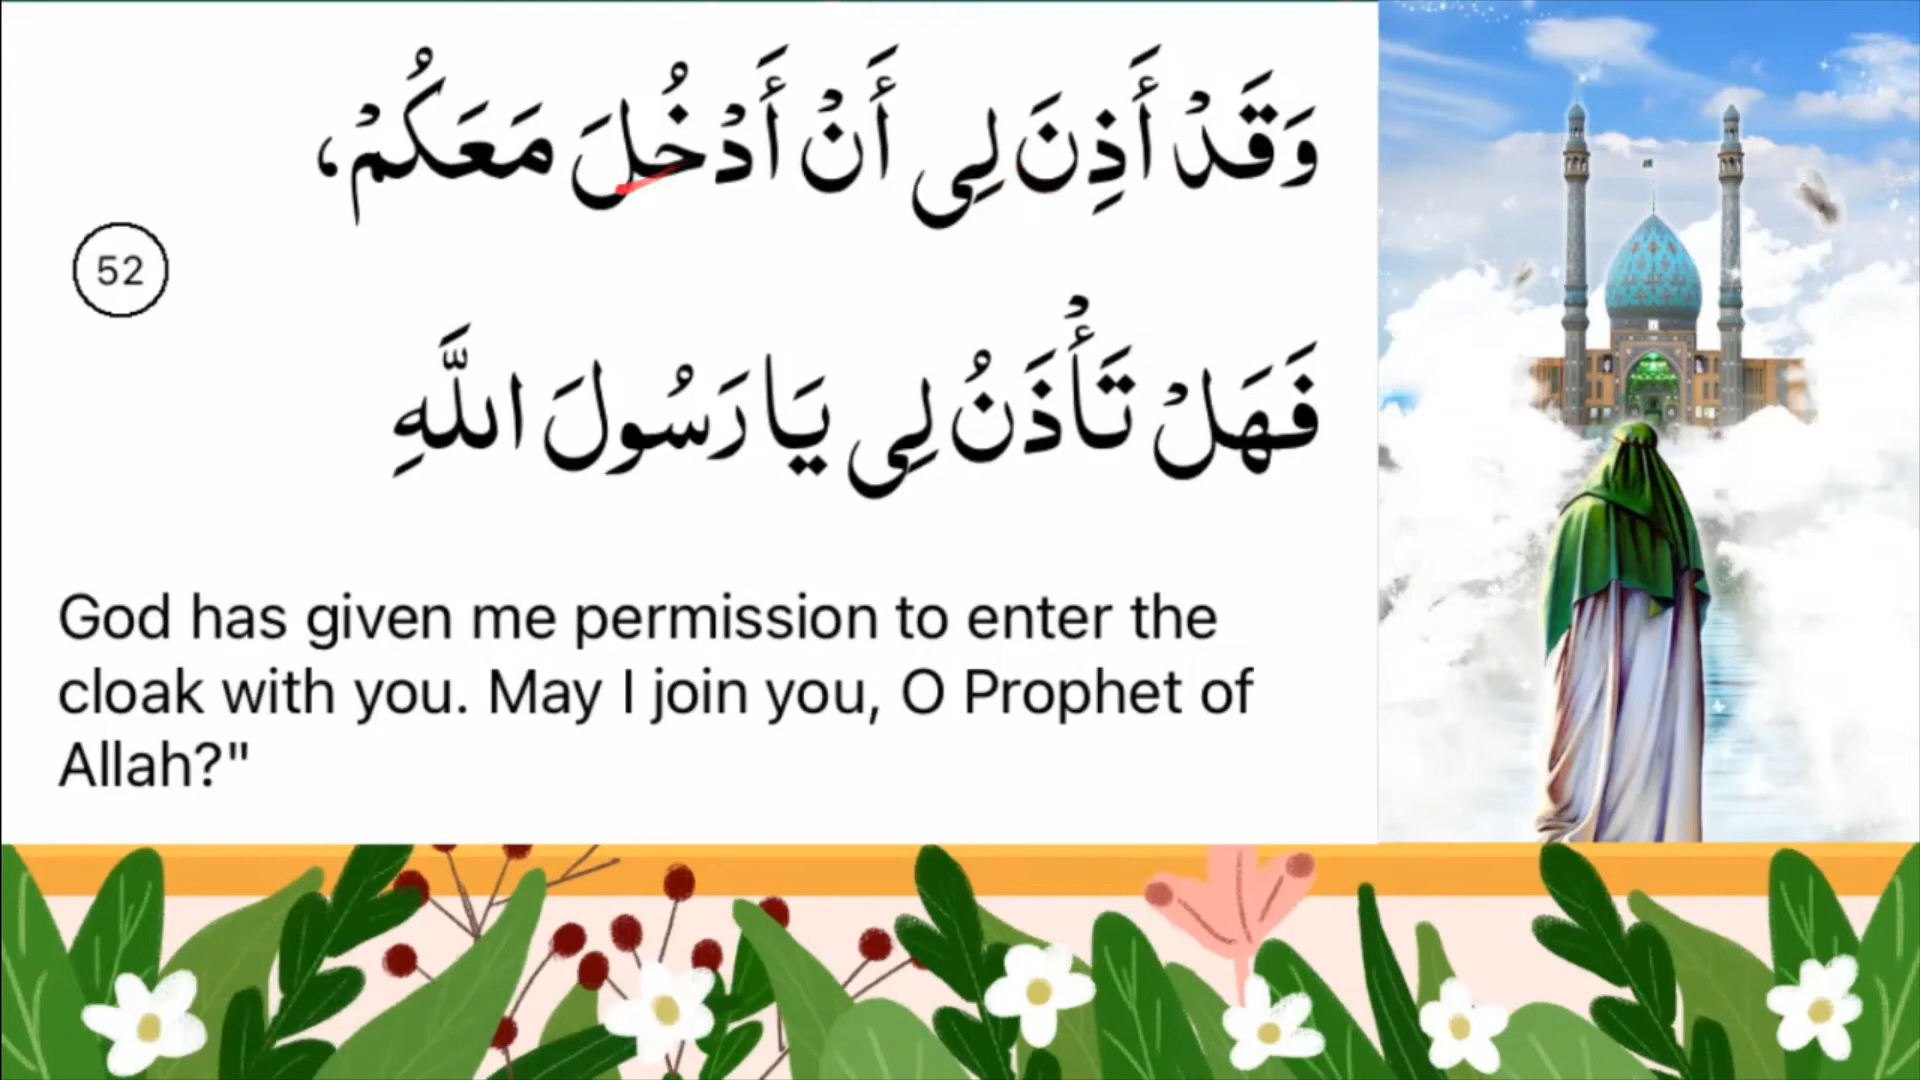 وَقَدْ أَذِنَ لِی أَنْ أَدْخُلَ مَعَكُمْ،
52
فَهَلْ تَأْذَنُ لِی یَا رَسُولَ اللَّهِ
God has given me permission to enter the
cloak with you. May I join you, O Prophet of
Allah?"